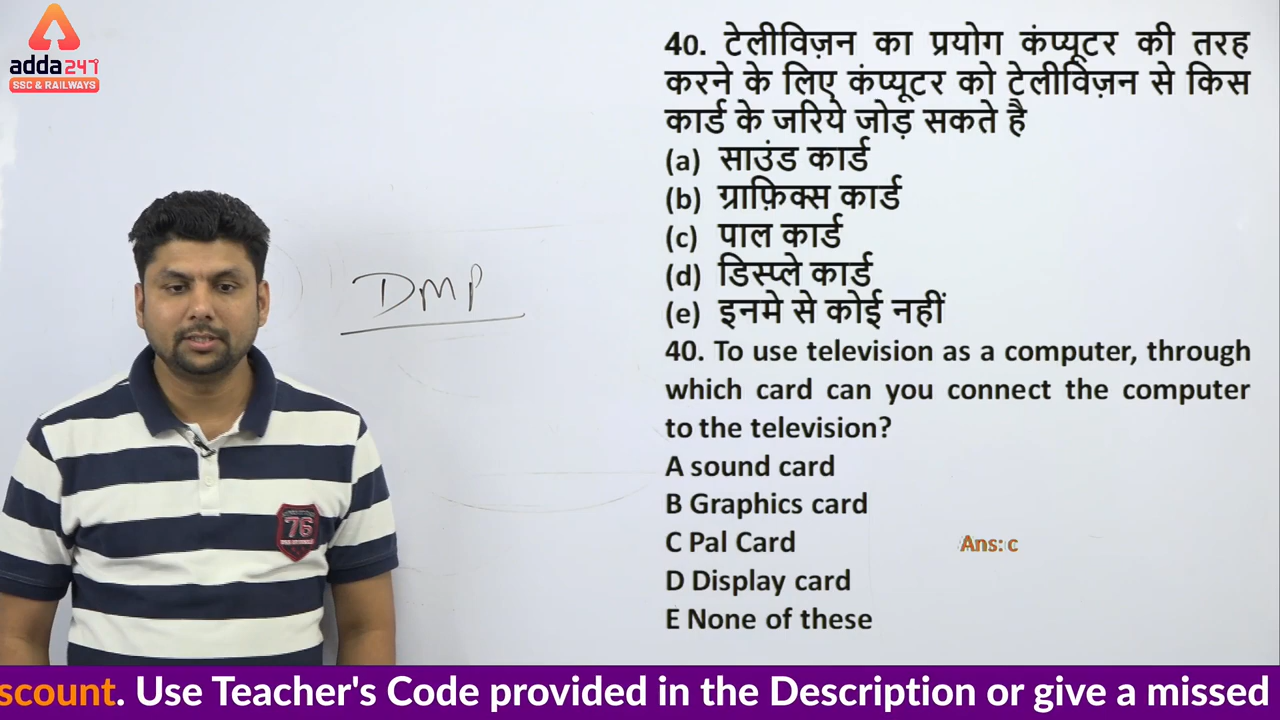 adda247
SSC & RAILWAYS
DMP
76
40. टेलीविज़न का प्रयोग कंप्यूटर की तरह
करने के लिए कंप्यूटर को टेलीविज़न से किस
कार्ड के जरिये जोड़ सकते है
(a) साउंड कार्ड
(b) ग्राफ़िक्स कार्ड
(c) पाल कार्ड
(d) डिस्प्ले कार्ड
(e) इनमे से कोई नहीं
40. To use television as a computer, through
which card can you connect the computer
to the television?
A sound card
B Graphics card
C Pal Card
Ans: c
D Display card
E None of these
scount. Use Teacher's Code provided in the Description or give a missed